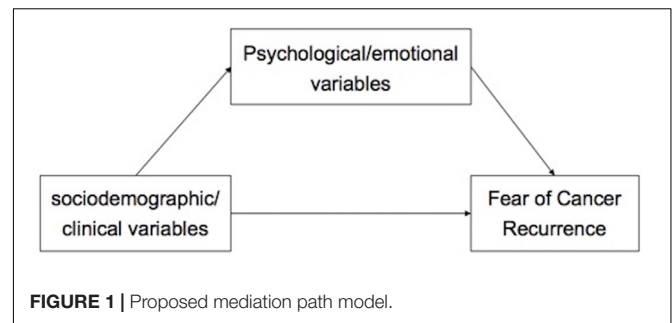 Psychological/emotional
variables
sociodemographic/
clinical variables
Fear of Cancer
Recurrence
FIGURE 1 | Proposed mediation path model.